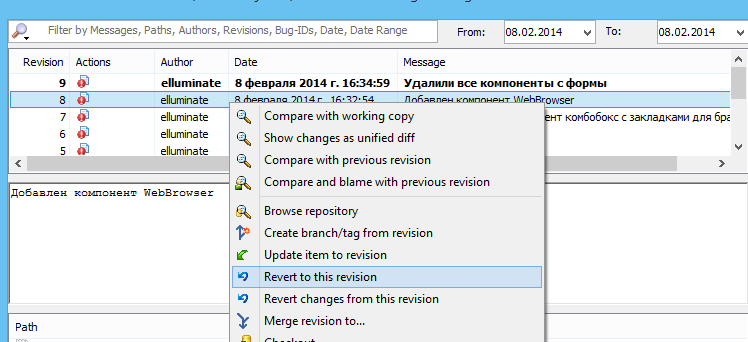 Filter by Messages, Paths, Authors, Revisions, Bug-IDs, Date, Date Range From: 08.02.2014 To: 08.02.2014
Revision Actions Author Date Message
9 elluminate 8 февраля 2014 г. 16:34:59 Удалили все компоненты с формы
8 elluminate 8 февраля 2014 г. 16:32:54 Добавлен компонент WebBrowser
7 elluminate комбобокс с закладками для
6 elluminate
5 elluminate
Compare with working copy
Show changes as unified diff
Compare with previous revision
Compare and blame with previous revision
Добавлен компонент WebBrowser
Browse repository
Create branch/tag from revision
Update item to revision
Revert to this revision
Revert changes from this revision
Merge revision to...
Path